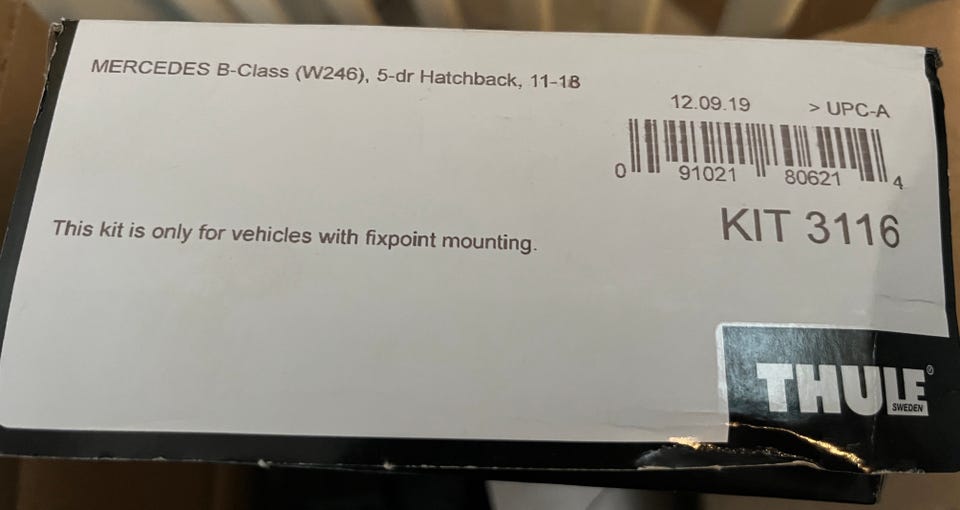 MERCEDES B-Class (W246), 5-dr Hatchback, 11-18
12.09.19 > UPC-A
0 91021 80621 4
KIT 3116
This kit is only for vehicles with fixpoint mounting.
THULE®
SWEDEN